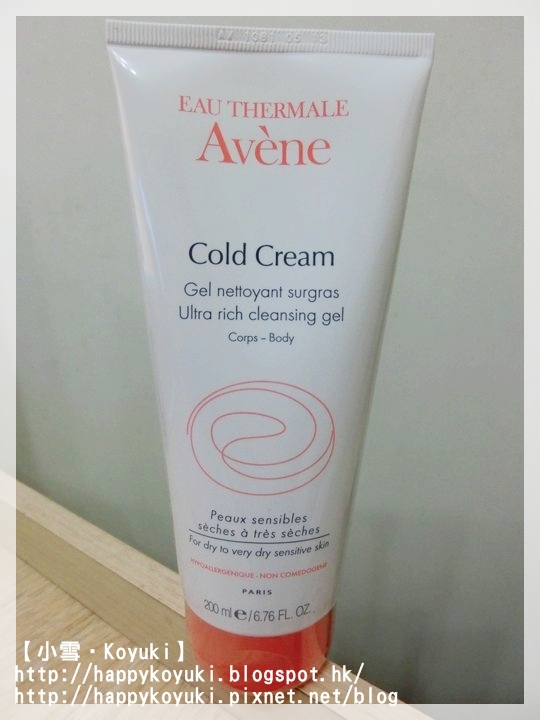 EAU THERMALE
Avène
Cold Cream
Gel nettoyant surgras
Ultra rich cleansing gel
Corps – Body
Peaux sensibles
sèches à très sèches
For dry to very dry sensitive skin
HYPOALLERGENIQUE - NON COMEDOGENE
PARIS
200 ml e / 6.76 FL. OZ.
【小雪・Koyuki】
http://happykoyuki.blogspot.hk/
http://happykoyuki.pixnet.net/blog